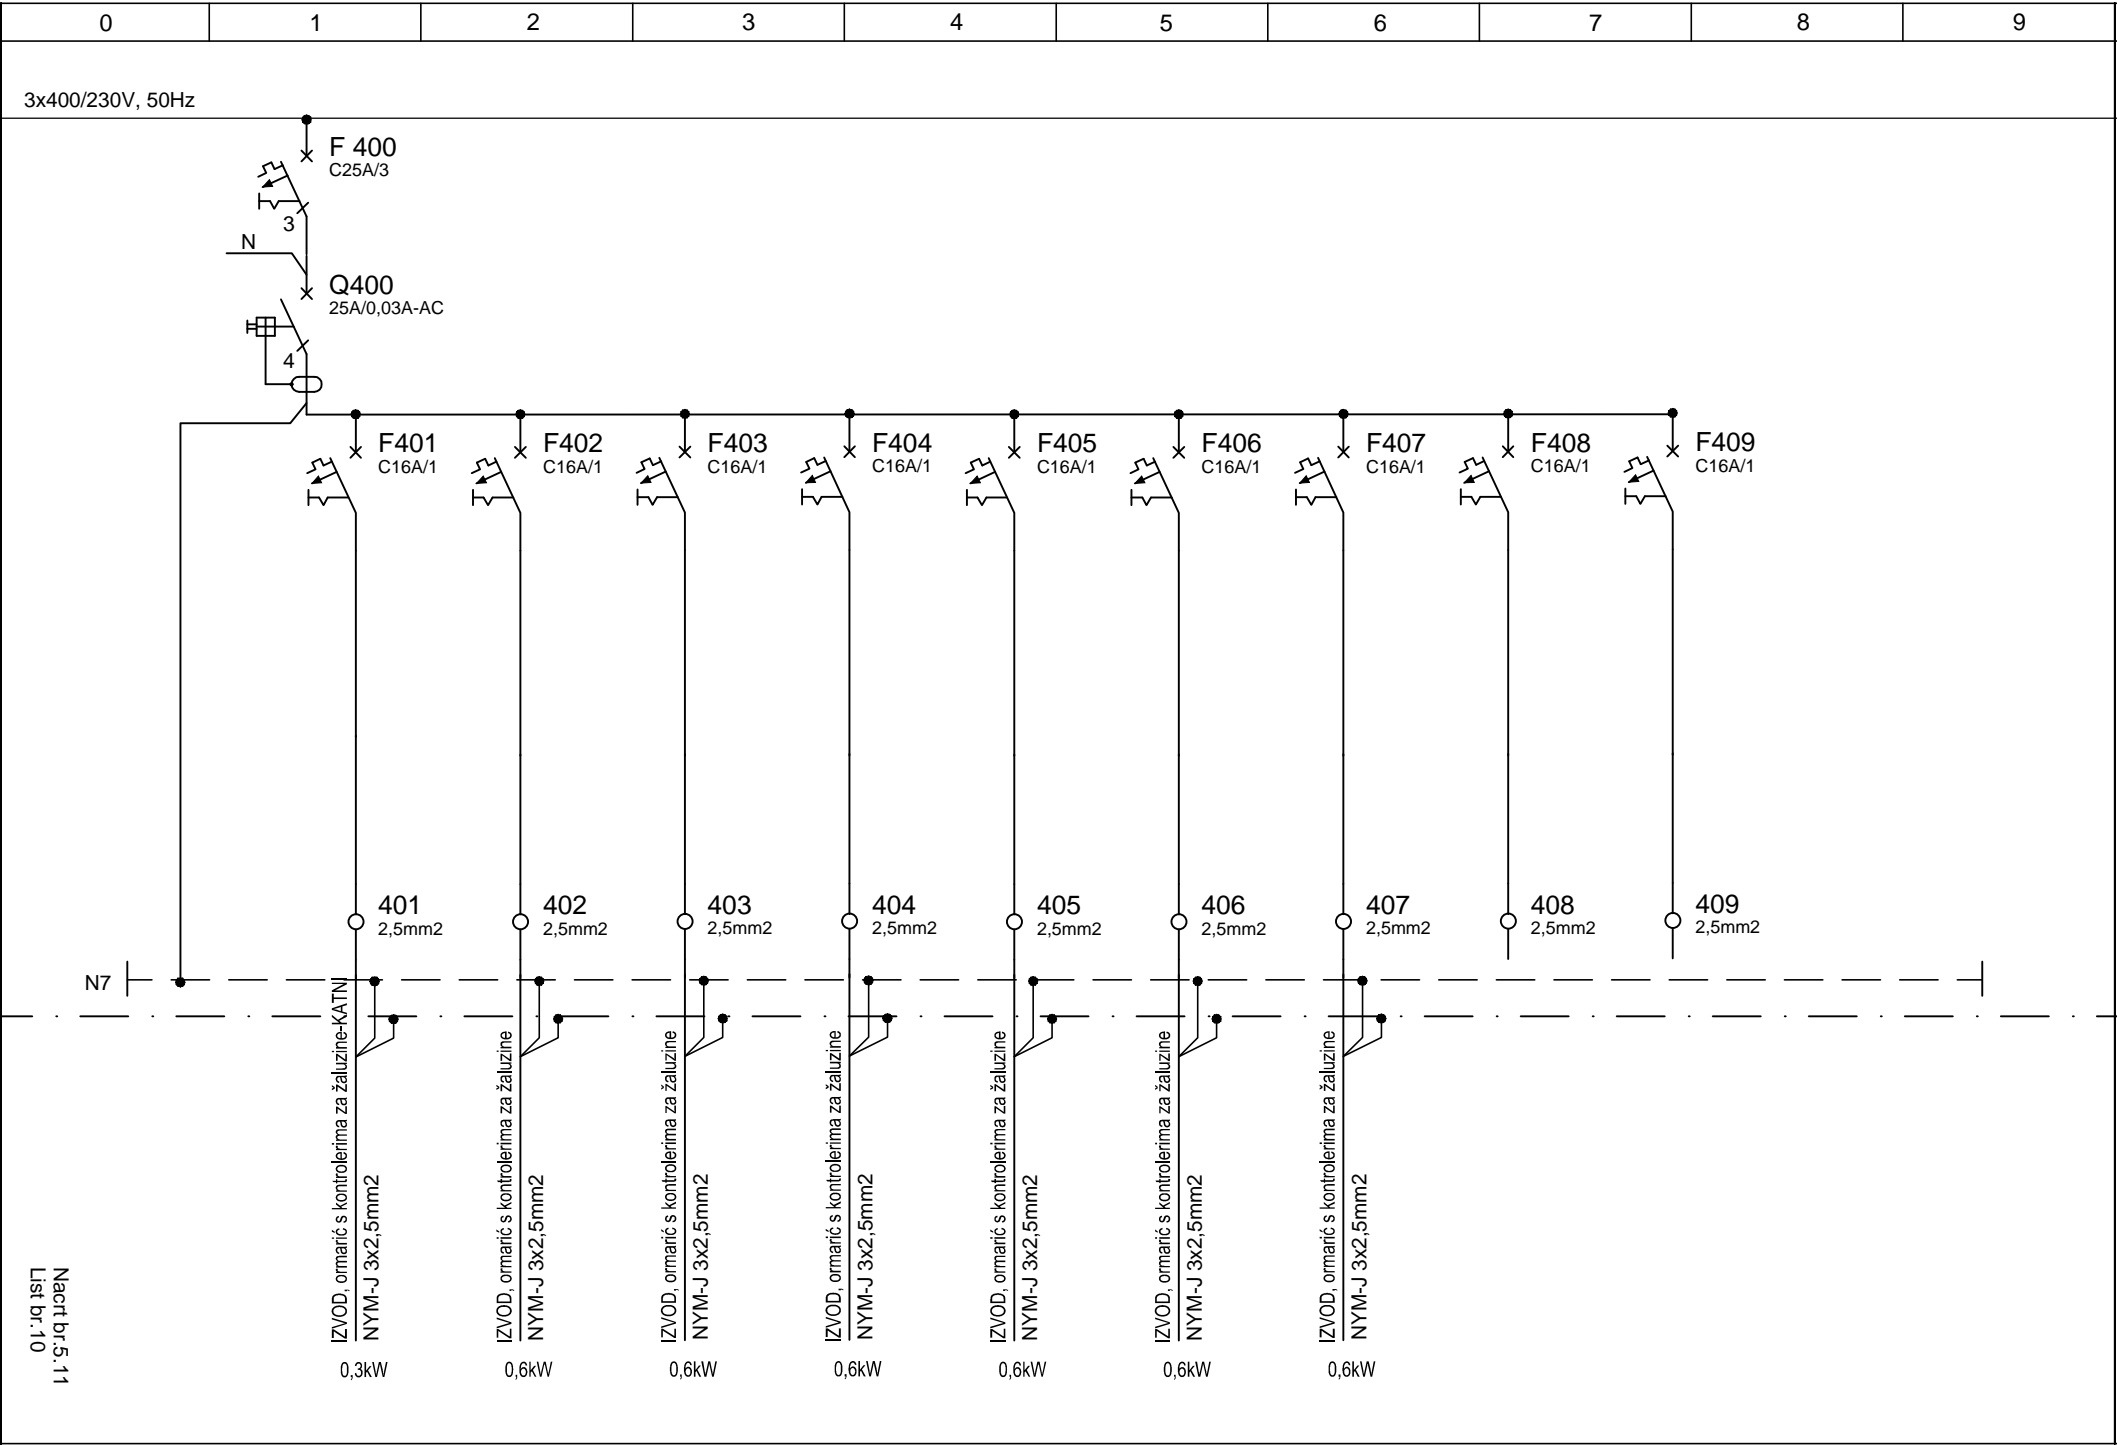 0 1 2 3 4 5 6 7 8 9
3x400/230V, 50Hz
F 400
C25A/3
3
N
Q400
25A/0,03A-AC
4
F401
C16A/1
F402
C16A/1
F403
C16A/1
F404
C16A/1
F405
C16A/1
F406
C16A/1
F407
C16A/1
F408
C16A/1
F409
C16A/1
401
2,5mm2
402
2,5mm2
403
2,5mm2
404
2,5mm2
405
2,5mm2
406
2,5mm2
407
2,5mm2
408
2,5mm2
409
2,5mm2
N7
IZVOD, ormarić s kontrolerima za žaluzine-KATNI
NYM-J 3x2,5mm2
0,3kW
IZVOD, ormarić s kontrolerima za žaluzine
NYM-J 3x2,5mm2
0,6kW
IZVOD, ormarić s kontrolerima za žaluzine
NYM-J 3x2,5mm2
0,6kW
IZVOD, ormarić s kontrolerima za žaluzine
NYM-J 3x2,5mm2
0,6kW
IZVOD, ormarić s kontrolerima za žaluzine
NYM-J 3x2,5mm2
0,6kW
IZVOD, ormarić s kontrolerima za žaluzine
NYM-J 3x2,5mm2
0,6kW
IZVOD, ormarić s kontrolerima za žaluzine
NYM-J 3x2,5mm2
0,6kW
Nacrt br.5.11
List br.10